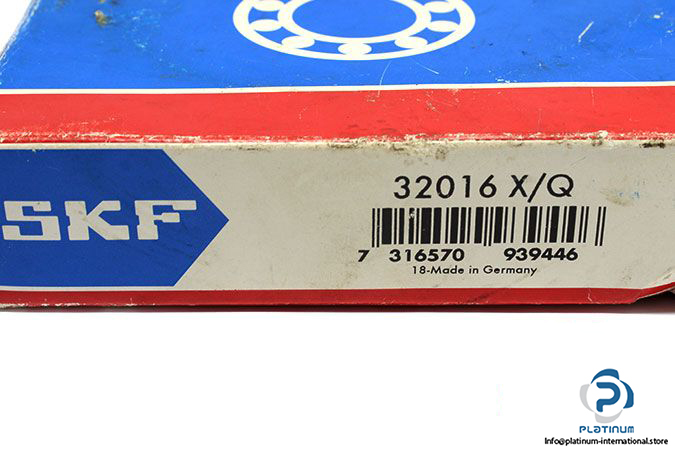 SKF
32016 X/Q
7 316570 939446
18-Made in Germany
PLATINUM
Info@platinum-international.store